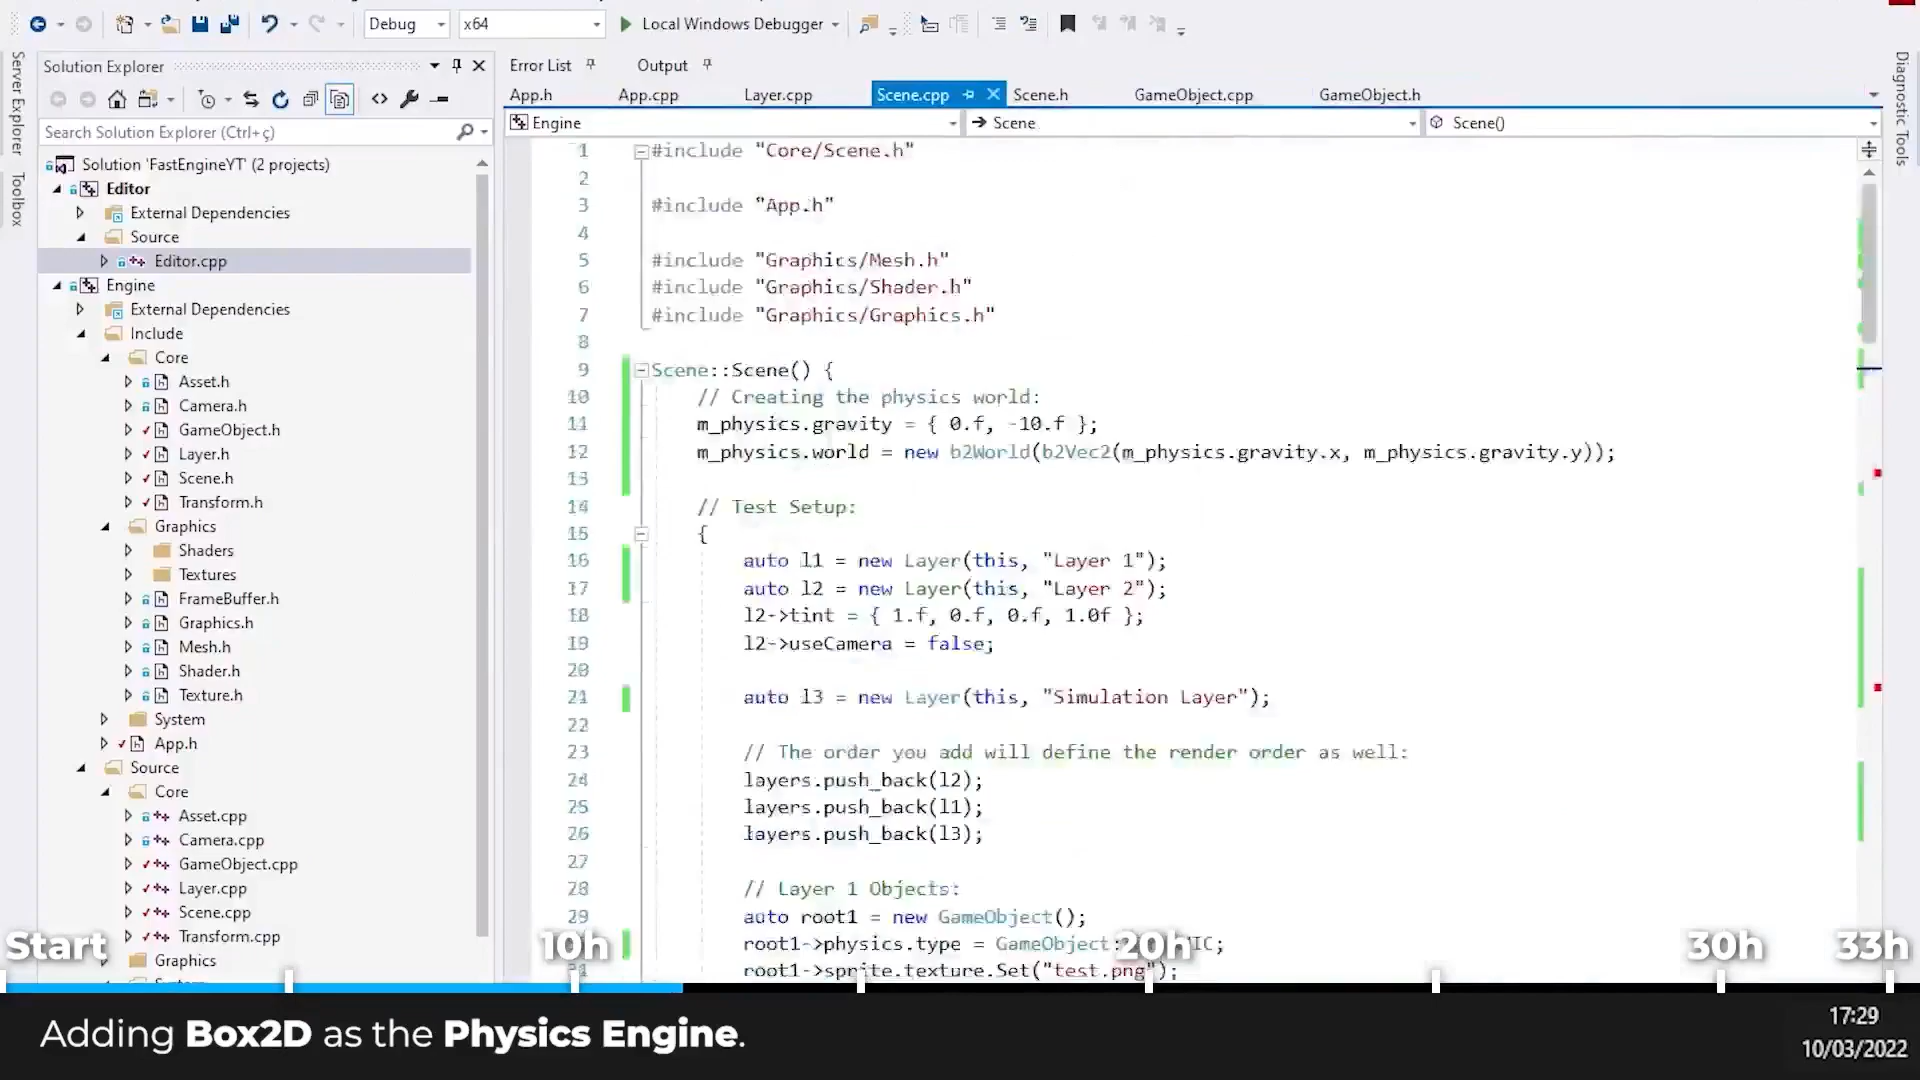 Debug
x64
Local Windows Debugger
Server Explorer
Toolbox
Solution Explorer
Search Solution Explorer (Ctrl+ç)
Solution 'FastEngineYT' (2 projects)
Editor
External Dependencies
Source
Editor.cpp
Engine
External Dependencies
Include
Core
Asset.h
Camera.h
GameObject.h
Layer.h
Scene.h
Transform.h
Graphics
Shaders
Textures
FrameBuffer.h
Graphics.h
Mesh.h
Shader.h
Texture.h
System
App.h
Source
Core
Asset.cpp
Camera.cpp
GameObject.cpp
Layer.cpp
Scene.cpp
Transform.cpp
Graphics
Error List
Output
App.h
App.cpp
Layer.cpp
Scene.cpp
Scene.h
GameObject.cpp
GameObject.h
Engine
Scene
Scene()
Diagnostic Tools
1 #include "Core/Scene.h"
2
3 #include "App.h"
4
5 #include "Graphics/Mesh.h"
6 #include "Graphics/Shader.h"
7 #include "Graphics/Graphics.h"
8
9 Scene::Scene() {
10 // Creating the physics world:
11 m_physics.gravity = { 0.f, -10.f };
12 m_physics.world = new b2World(b2Vec2(m_physics.gravity.x, m_physics.gravity.y));
13
14 // Test Setup:
15 {
16 auto l1 = new Layer(this, "Layer 1");
17 auto l2 = new Layer(this, "Layer 2");
18 l2->tint = { 1.f, 0.f, 0.f, 1.0f };
19 l2->useCamera = false;
20
21 auto l3 = new Layer(this, "Simulation Layer");
22
23 // The order you add will define the render order as well:
24 layers.push_back(l2);
25 layers.push_back(l1);
26 layers.push_back(l3);
27
28 // Layer 1 Objects:
29 auto root1 = new GameObject();
root1->physics.type = GameObject:
root1->sprite.texture.Set("test.png");
Start
10h
20h
30h
33h
Adding Box2D as the Physics Engine.
17:29
10/03/2022